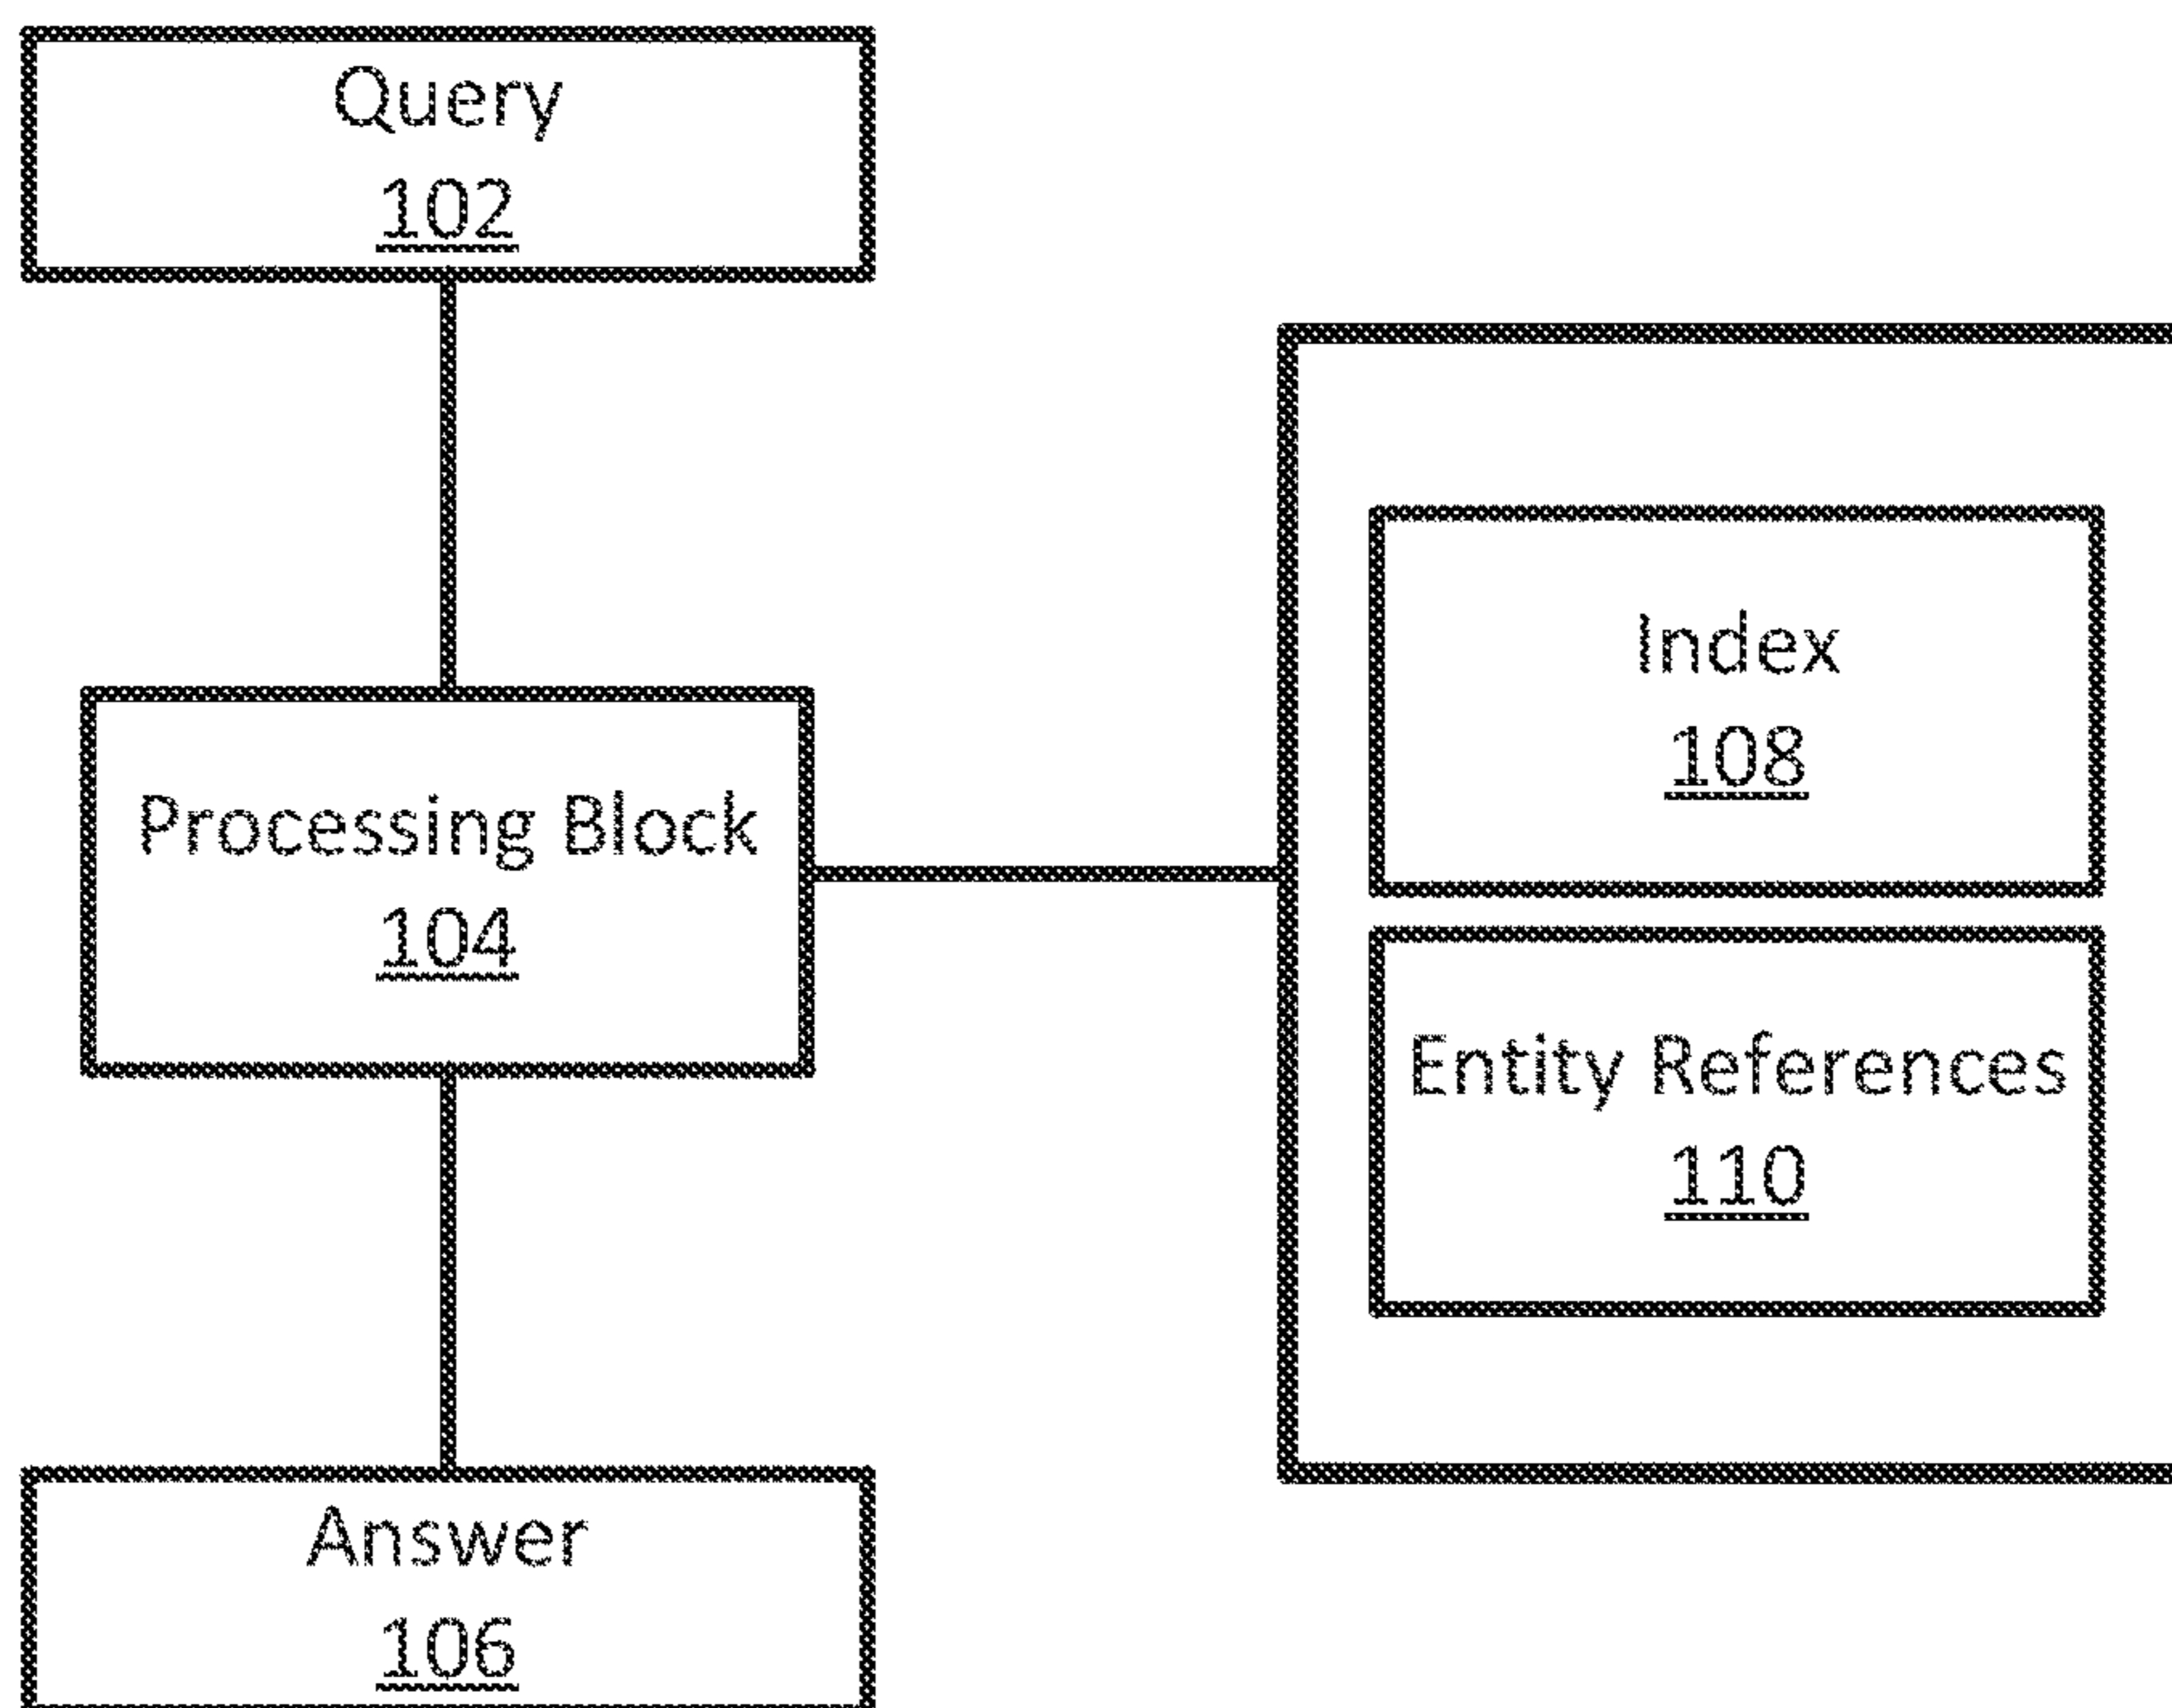 Query
102
Processing Block
104
Answer
106
Index
108
Entity References
110